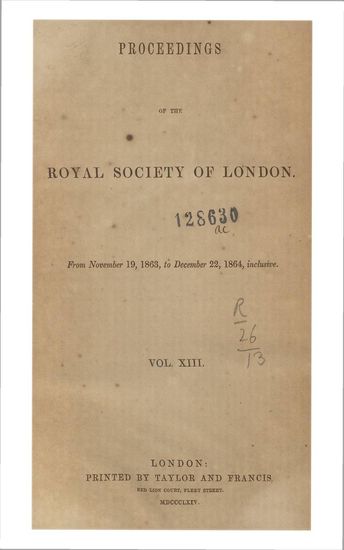 PROCEEDINGS
OF THE
ROYAL SOCIETY OF LONDON.
128630
ac.
From November 19, 1863, to December 22, 1864, inclusive.
R
26
13
VOL. XIII.
LONDON:
PRINTED BY TAYLOR AND FRANCIS,
RED LION COURT, FLEET STREET.
MDCCCLXIV.